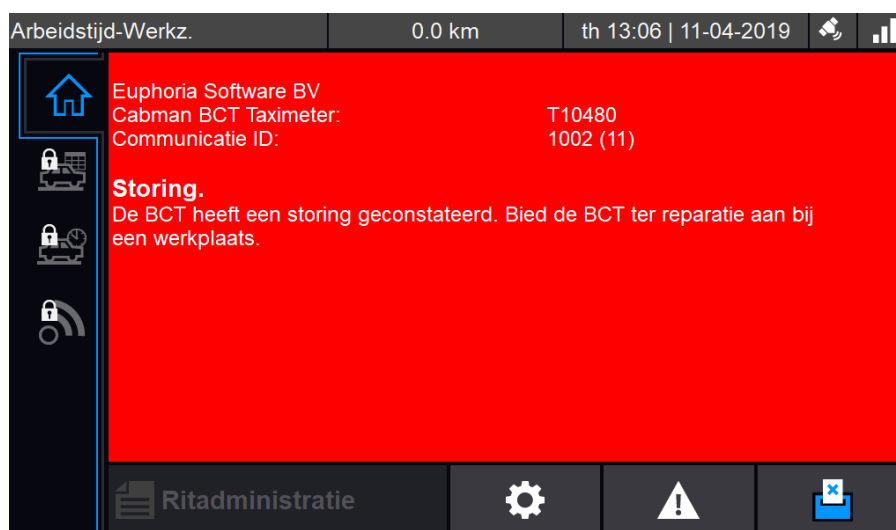 Arbeidstijd-Werkz. 0.0 km th 13:06 | 11-04-2019
Euphoria Software BV
Cabman BCT Taximeter: T10480
Communicatie ID: 1002 (11)
Storing.
De BCT heeft een storing geconstateerd. Bied de BCT ter reparatie aan bij
een werkplaats.
Ritadministratie